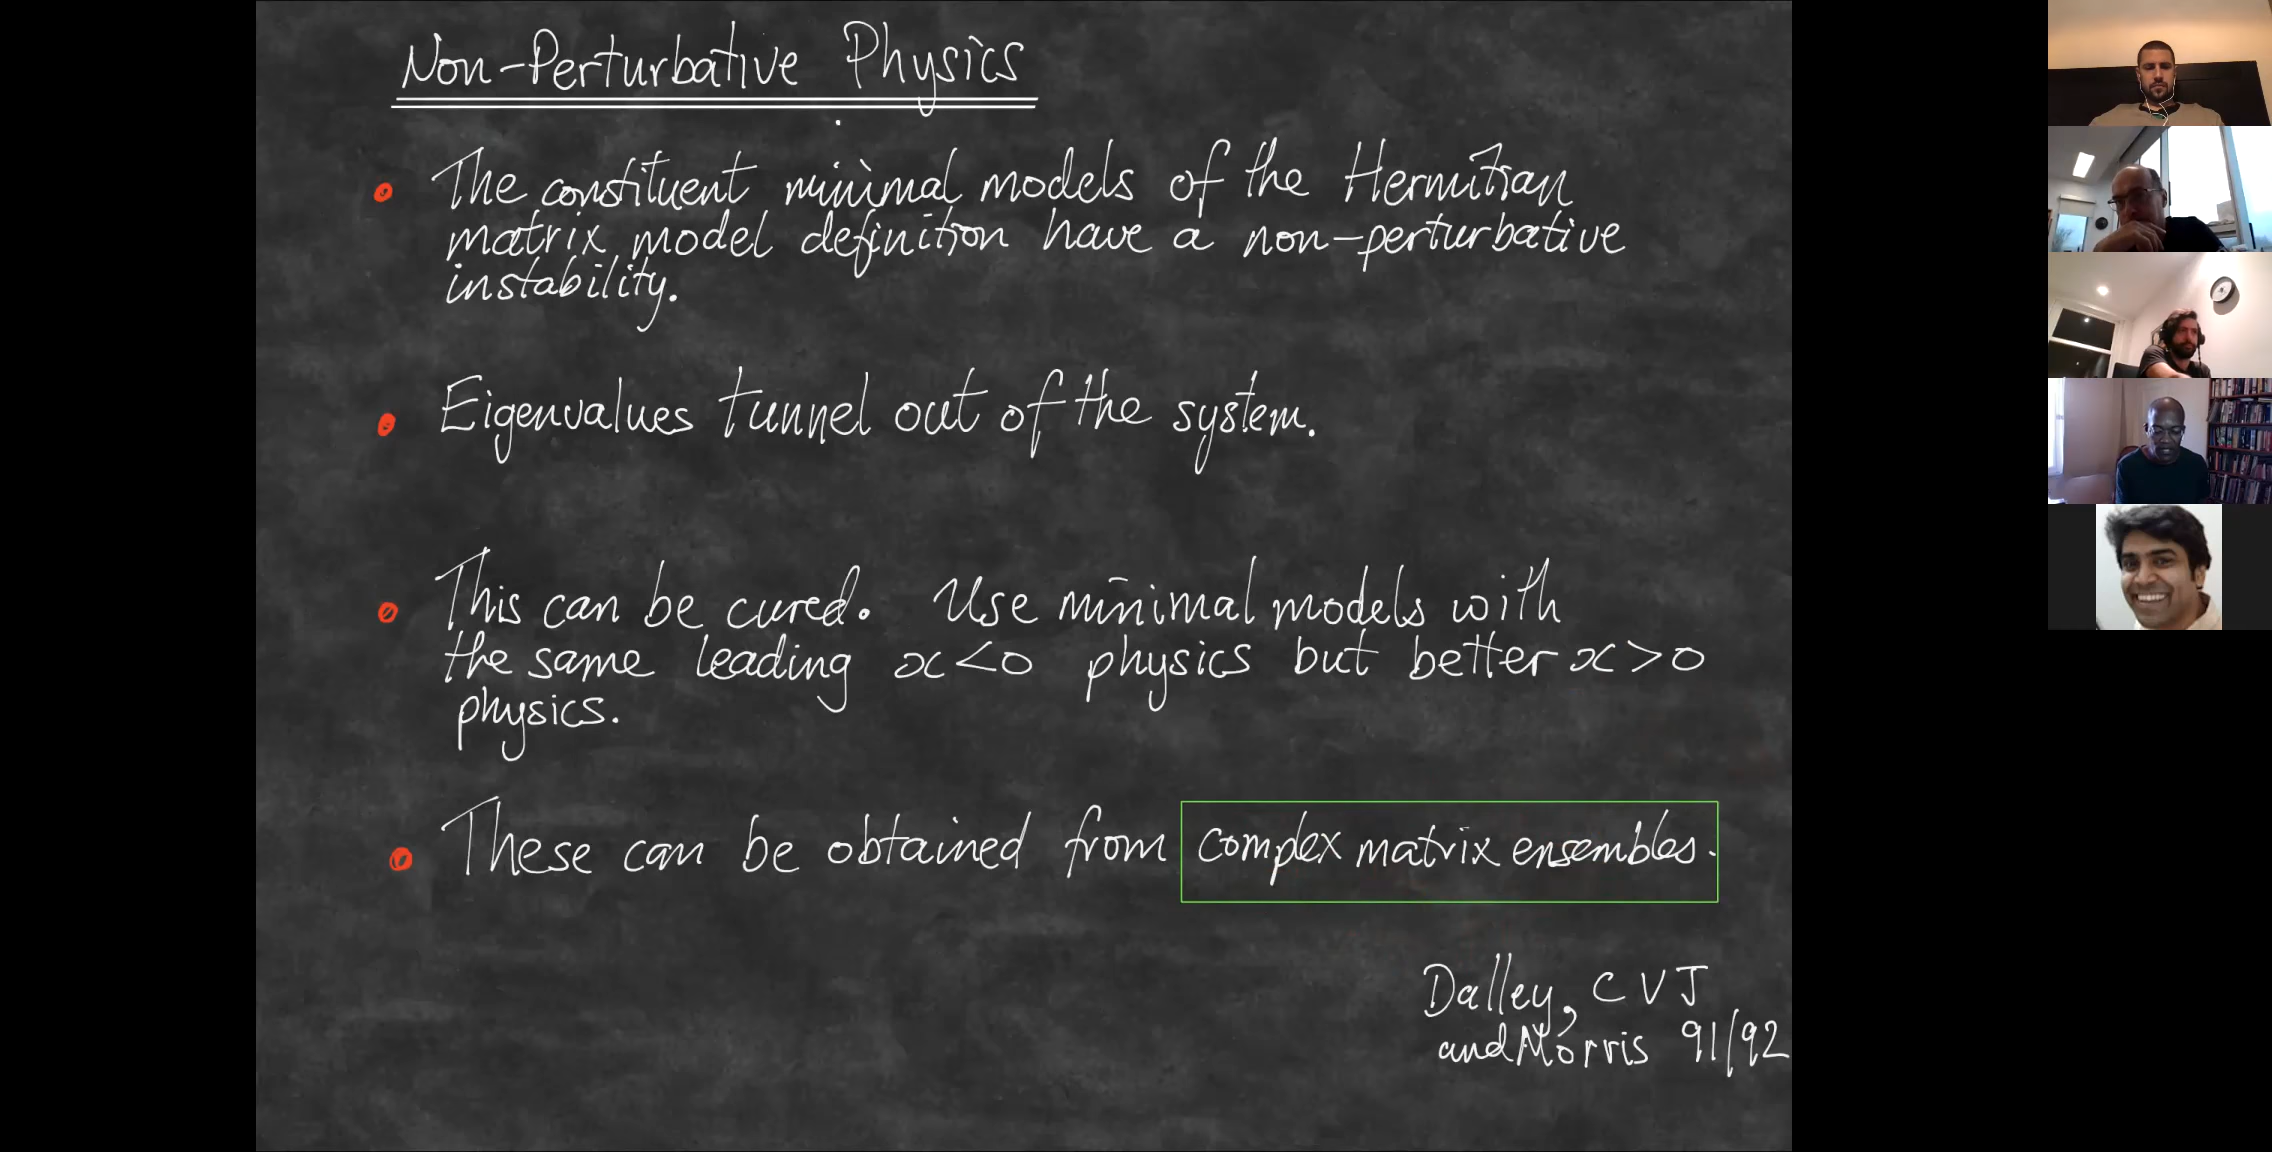 Non-Perturbative Physics
The constituent minimal models of the Hermitian
matrix model definition have a non-perturbative
instability.
Eigenvalues tunnel out of the system.
This can be cured. Use minimal models with
the same leading x<0 physics but better x>0
physics.
These can be obtained from complex matrix ensembles.
Dalley, CVJ
and Morris 91/92